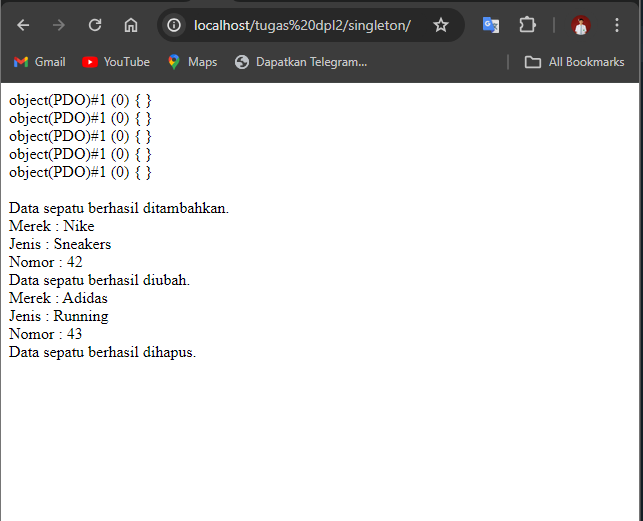 localhost/tugas%20dpl2/singleton/
Gmail YouTube Maps Dapatkan Telegram... All Bookmarks
object(PDO)#1 (0) { }
object(PDO)#1 (0) { }
object(PDO)#1 (0) { }
object(PDO)#1 (0) { }
object(PDO)#1 (0) { }
Data sepatu berhasil ditambahkan.
Merek : Nike
Jenis : Sneakers
Nomor : 42
Data sepatu berhasil diubah.
Merek : Adidas
Jenis : Running
Nomor : 43
Data sepatu berhasil dihapus.